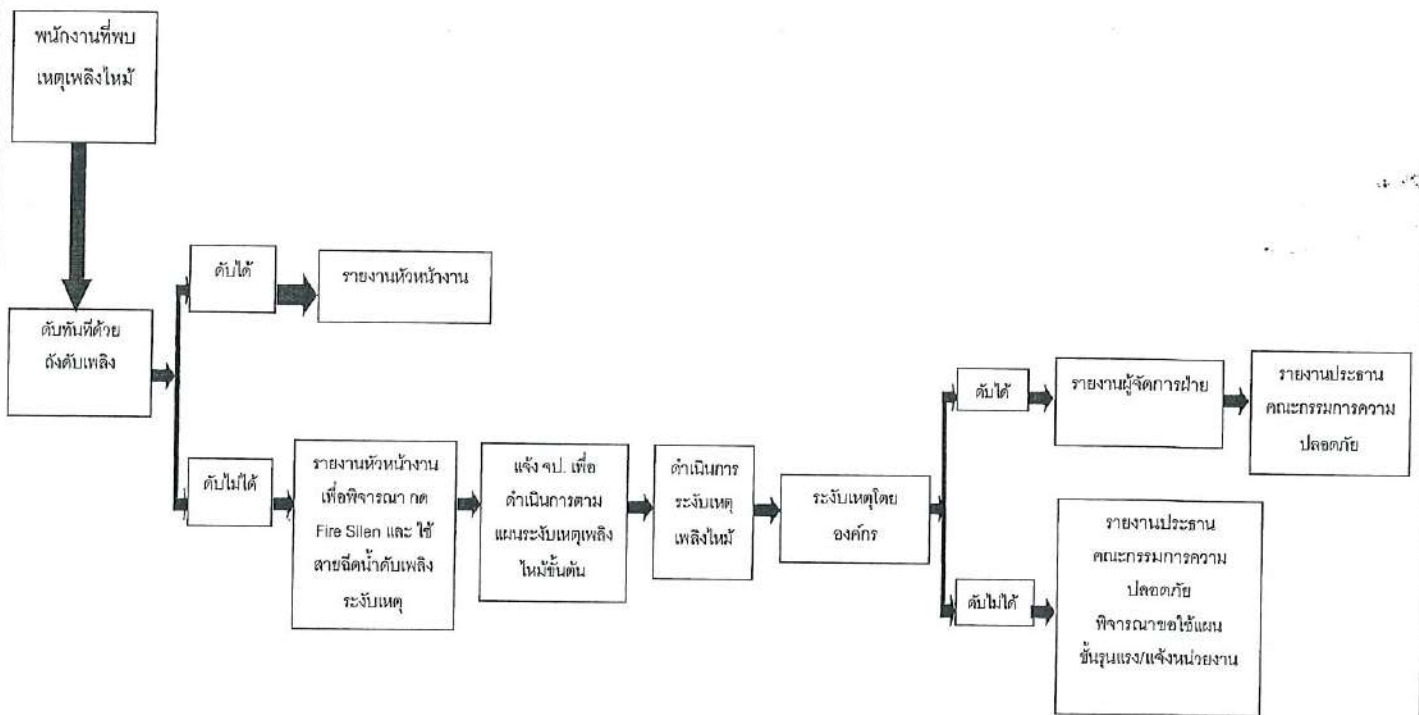 พนักงานที่พบ
เหตุเพลิงไหม้
ดับทันทีด้วย
ถังดับเพลิง
ดับได้
รายงานหัวหน้างาน
ดับไม่ได้
รายงานหัวหน้างาน
เพื่อพิจารณา กด
Fire Silen และ ใช้
สายฉีดน้ำดับเพลิง
ระงับเหตุ
แจ้ง จป. เพื่อ
ดำเนินการตาม
แผนระงับเหตุเพลิง
ไหม้ขั้นต้น
ดำเนินการ
ระงับเหตุ
เพลิงไหม้
ระงับเหตุโดย
องค์กร
ดับได้
รายงานผู้จัดการฝ่าย
รายงานประธาน
คณะกรรมการความ
ปลอดภัย
ดับไม่ได้
รายงานประธาน
คณะกรรมการความ
ปลอดภัย
พิจารณาขอใช้แผน
ขั้นรุนแรง/แจ้งหน่วยงาน